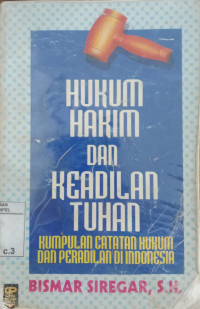 HUKUM
HAKIM
DAN
KEADILAN
TUHAN
KUMPULAN CATATAN HUKUM
DAN PERADILAN DI INDONESIA
BISMAR SIREGAR, S.H.
c.3